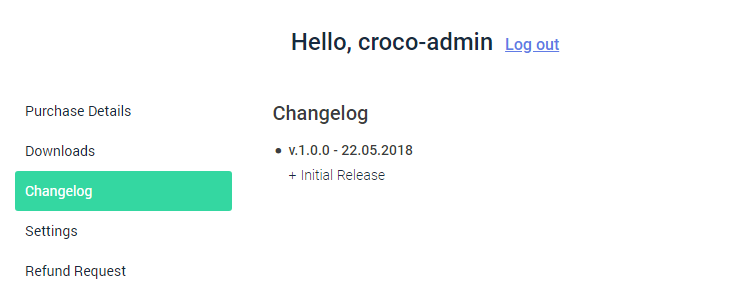 Hello, croco-admin Log out
Purchase Details
Downloads
Changelog
Settings
Refund Request
Changelog
• v.1.0.0 - 22.05.2018
+ Initial Release